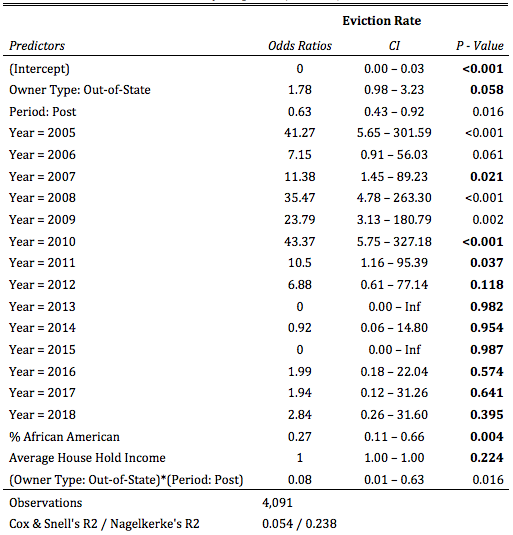 Eviction Rate
Predictors Odds Ratios CI P - Value
(Intercept) 0 0.00 – 0.03 <0.001
Owner Type: Out-of-State 1.78 0.98 – 3.23 0.058
Period: Post 0.63 0.43 – 0.92 0.016
Year = 2005 41.27 5.65 – 301.59 <0.001
Year = 2006 7.15 0.91 – 56.03 0.061
Year = 2007 11.38 1.45 – 89.23 0.021
Year = 2008 35.47 4.78 – 263.30 <0.001
Year = 2009 23.79 3.13 – 180.79 0.002
Year = 2010 43.37 5.75 – 327.18 <0.001
Year = 2011 10.5 1.16 – 95.39 0.037
Year = 2012 6.88 0.61 – 77.14 0.118
Year = 2013 0 0.00 – Inf 0.982
Year = 2014 0.92 0.06 – 14.80 0.954
Year = 2015 0 0.00 – Inf 0.987
Year = 2016 1.99 0.18 – 22.04 0.574
Year = 2017 1.94 0.12 – 31.26 0.641
Year = 2018 2.84 0.26 – 31.60 0.395
% African American 0.27 0.11 – 0.66 0.004
Average House Hold Income 1 1.00 – 1.00 0.224
(Owner Type: Out-of-State)*(Period: Post) 0.08 0.01 – 0.63 0.016
Observations 4,091
Cox & Snell's R2 / Nagelkerke's R2 0.054 / 0.238